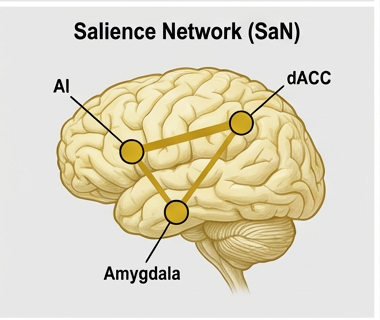 Salience Network (SaN)
AI
dACC
Amygdala